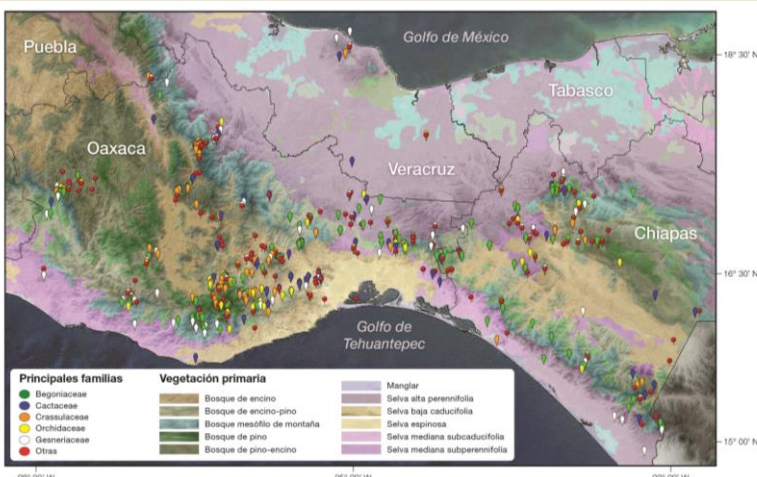 Golfo de México
Puebla
18° 30' N
Tabasco
Oaxaca
Veracruz
Chiapas
16° 30' N
Golfo de
Tehuantepec
Principales familias
Begoniaceae
Cactaceae
Crassulaceae
Orchidaceae
Gesneriaceae
Otras
Vegetación primaria
Bosque de encino
Bosque de encino-pino
Bosque mesófilo de montaña
Bosque de pino
Bosque de pino-encino
Manglar
Selva alta perennifolia
Selva baja caducifolia
Selva espinosa
Selva mediana subcaducifolia
Selva mediana subperennifolia
15° 00' N